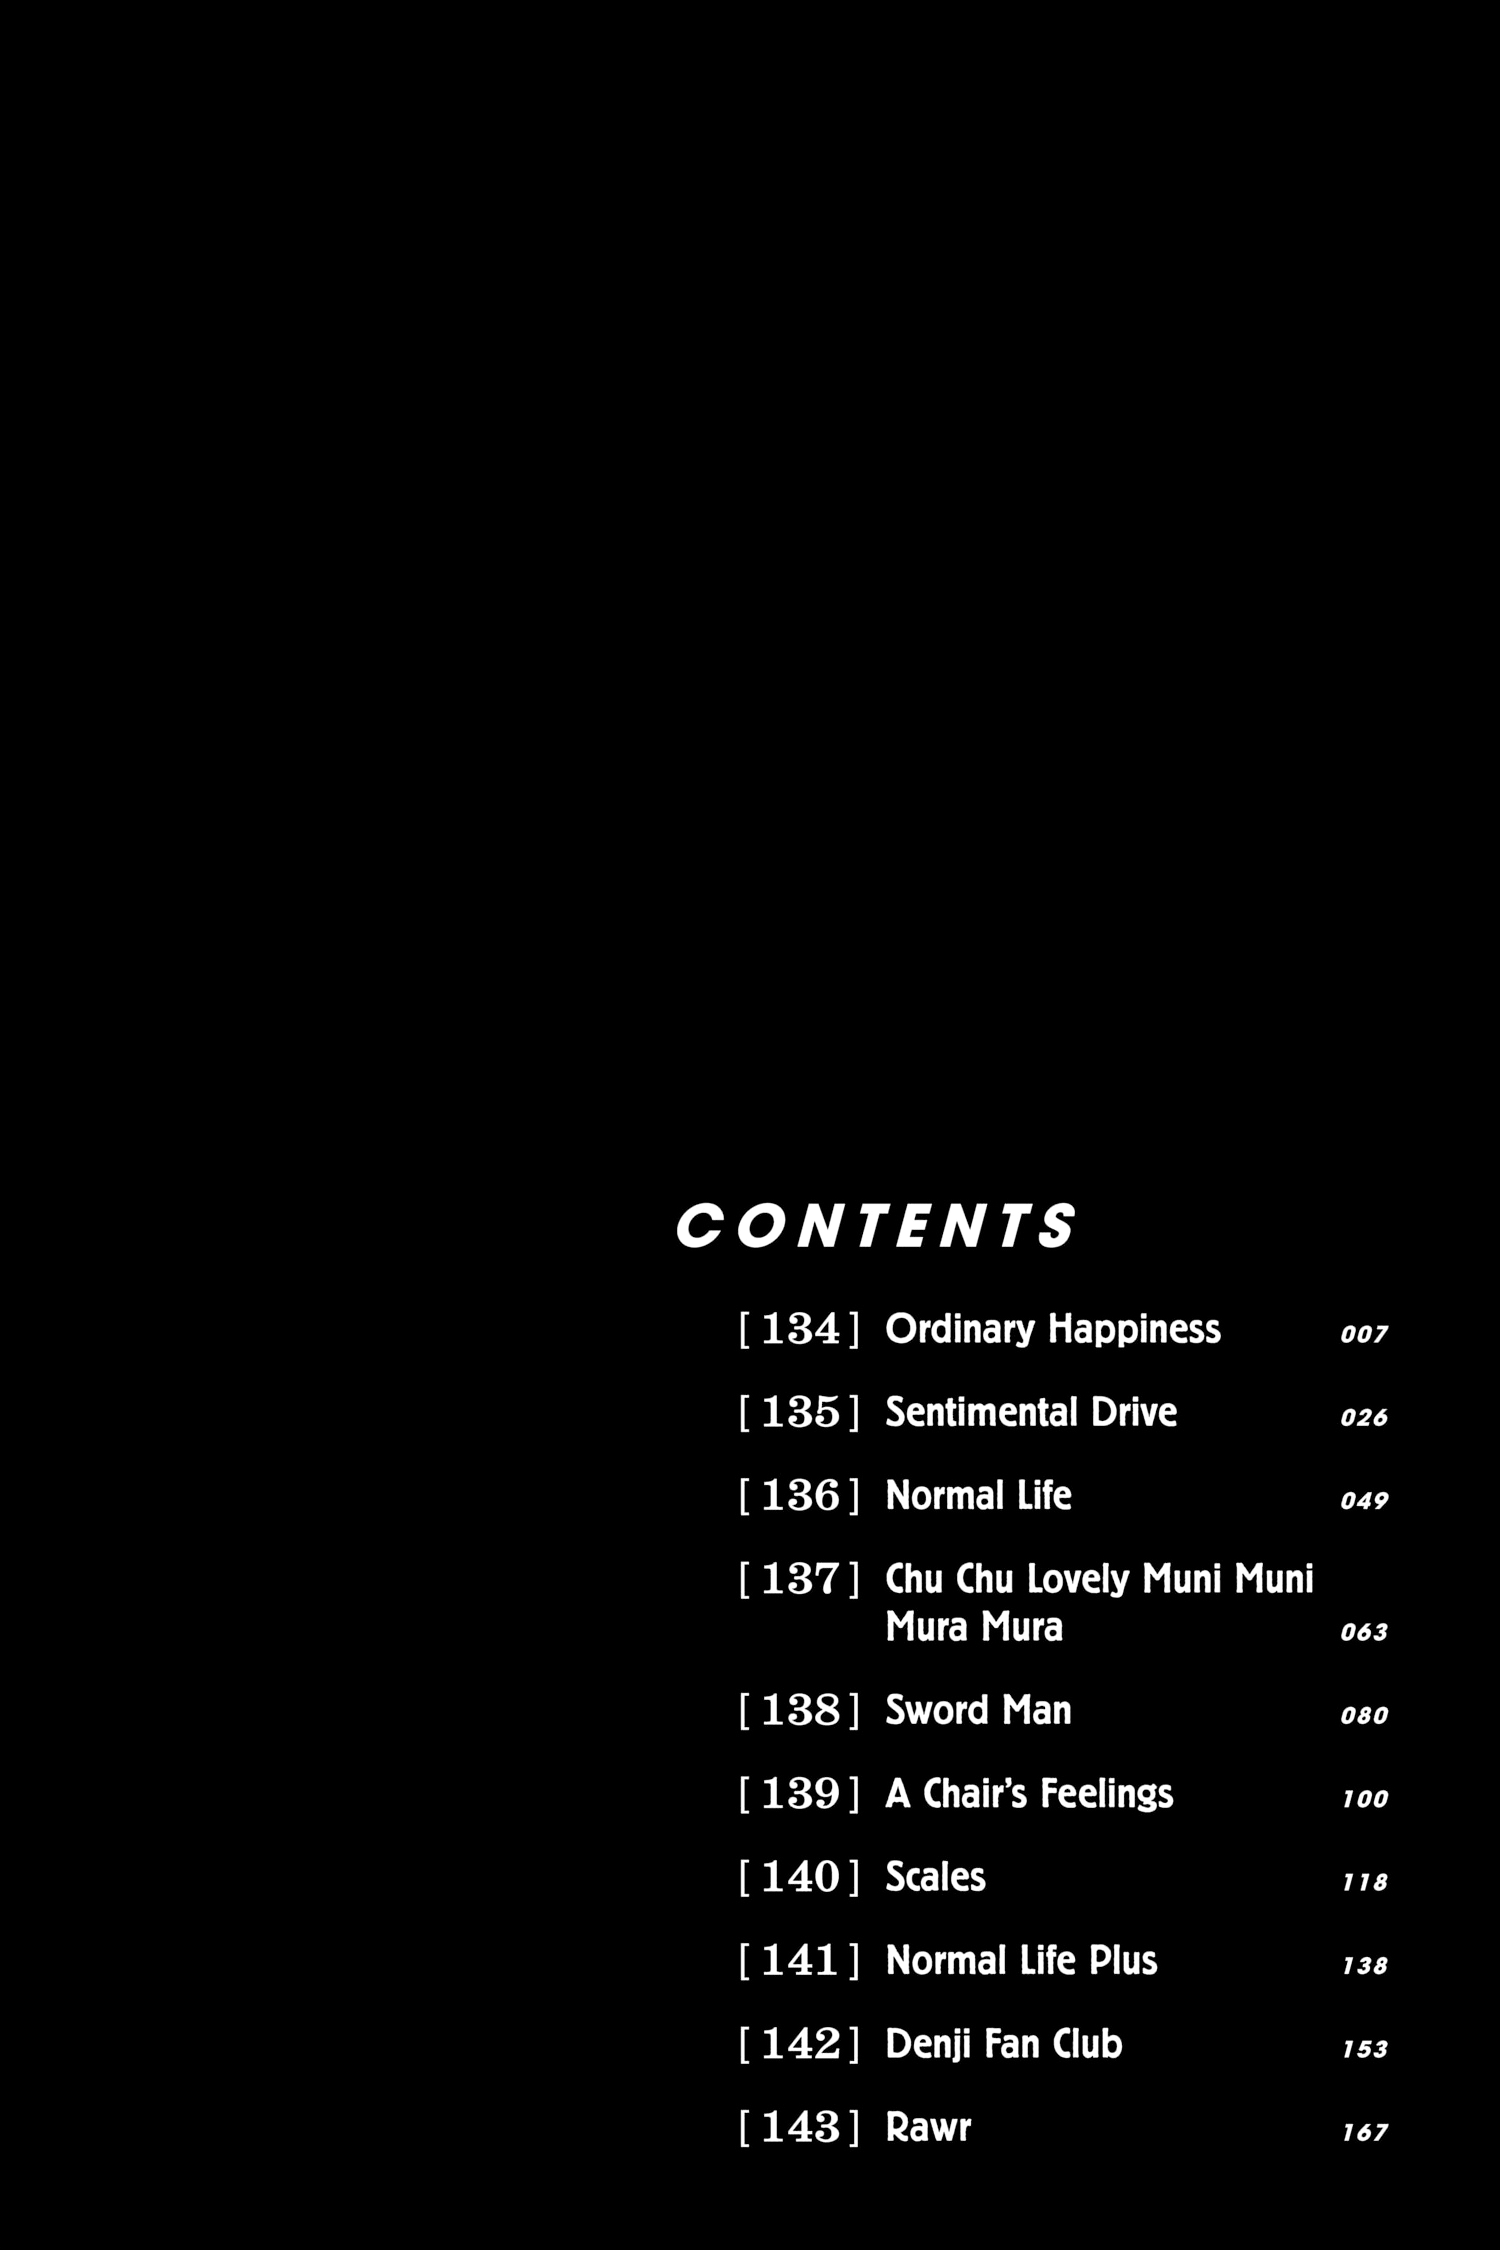 CONTENTS
[134] Ordinary Happiness 007
[135] Sentimental Drive 026
[136] Normal Life 049
[137] Chu Chu Lovely Muni Muni
Mura Mura 063
[138] Sword Man 080
[139] A Chair's Feelings 100
[140] Scales 118
[141] Normal Life Plus 138
[142] Denji Fan Club 153
[143] Rawr 167